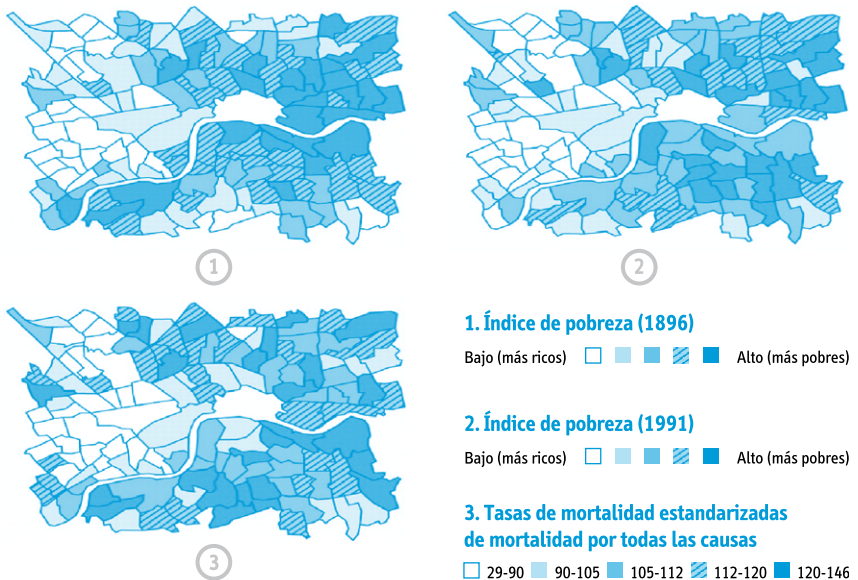 1
2
3
1. Índice de pobreza (1896)
Bajo (más ricos) Alto (más pobres)
2. Índice de pobreza (1991)
Bajo (más ricos) Alto (más pobres)
3. Tasas de mortalidad estandarizadas
de mortalidad por todas las causas
29-90 90-105 105-112 112-120 120-146